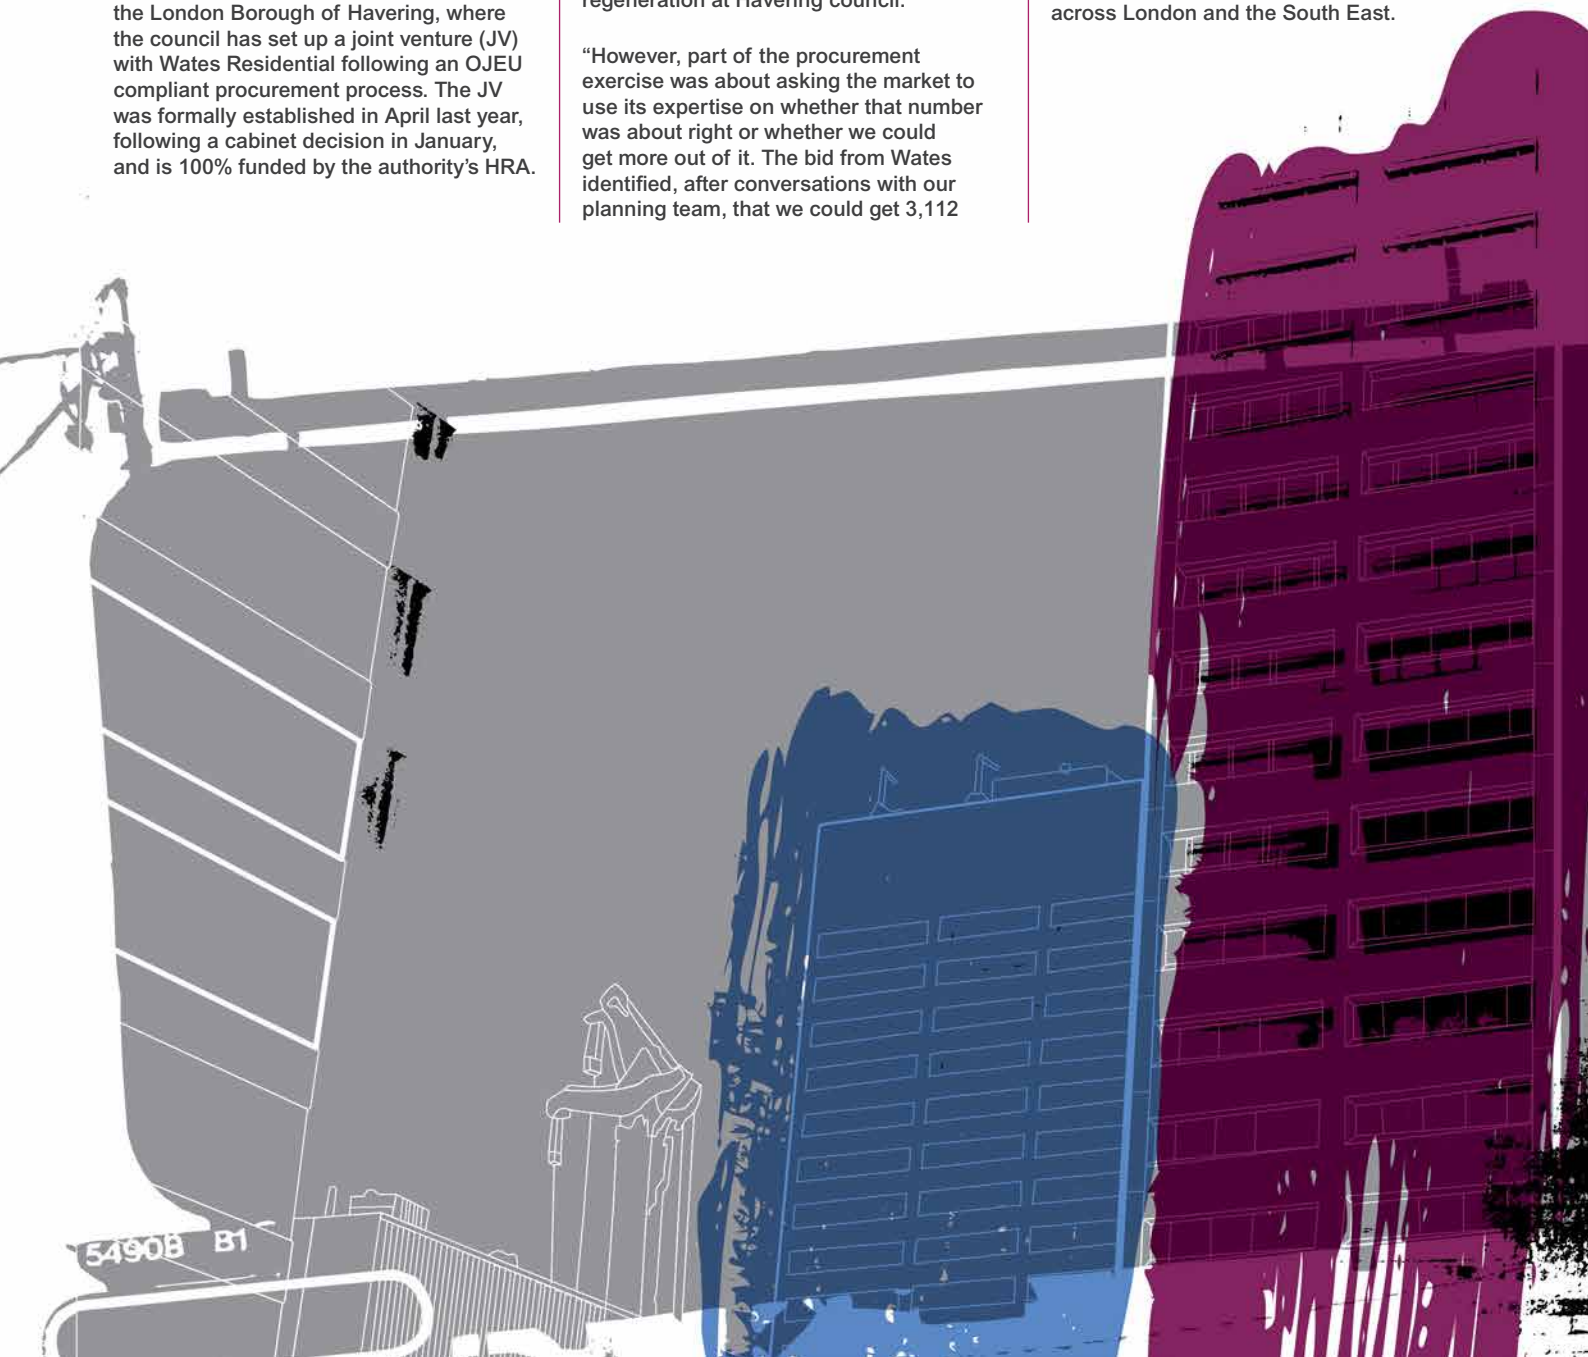 the London Borough of Havering, where
the council has set up a joint venture (JV)
with Wates Residential following an OJEU
compliant procurement process. The JV
was formally established in April last year,
following a cabinet decision in January,
and is 100% funded by the authority’s HRA.
regeneration at Havering council.
“However, part of the procurement
exercise was about asking the market to
use its expertise on whether that number
was about right or whether we could
get more out of it. The bid from Wates
identified, after conversations with our
planning team, that we could get 3,112
across London and the South East.
5490B B1